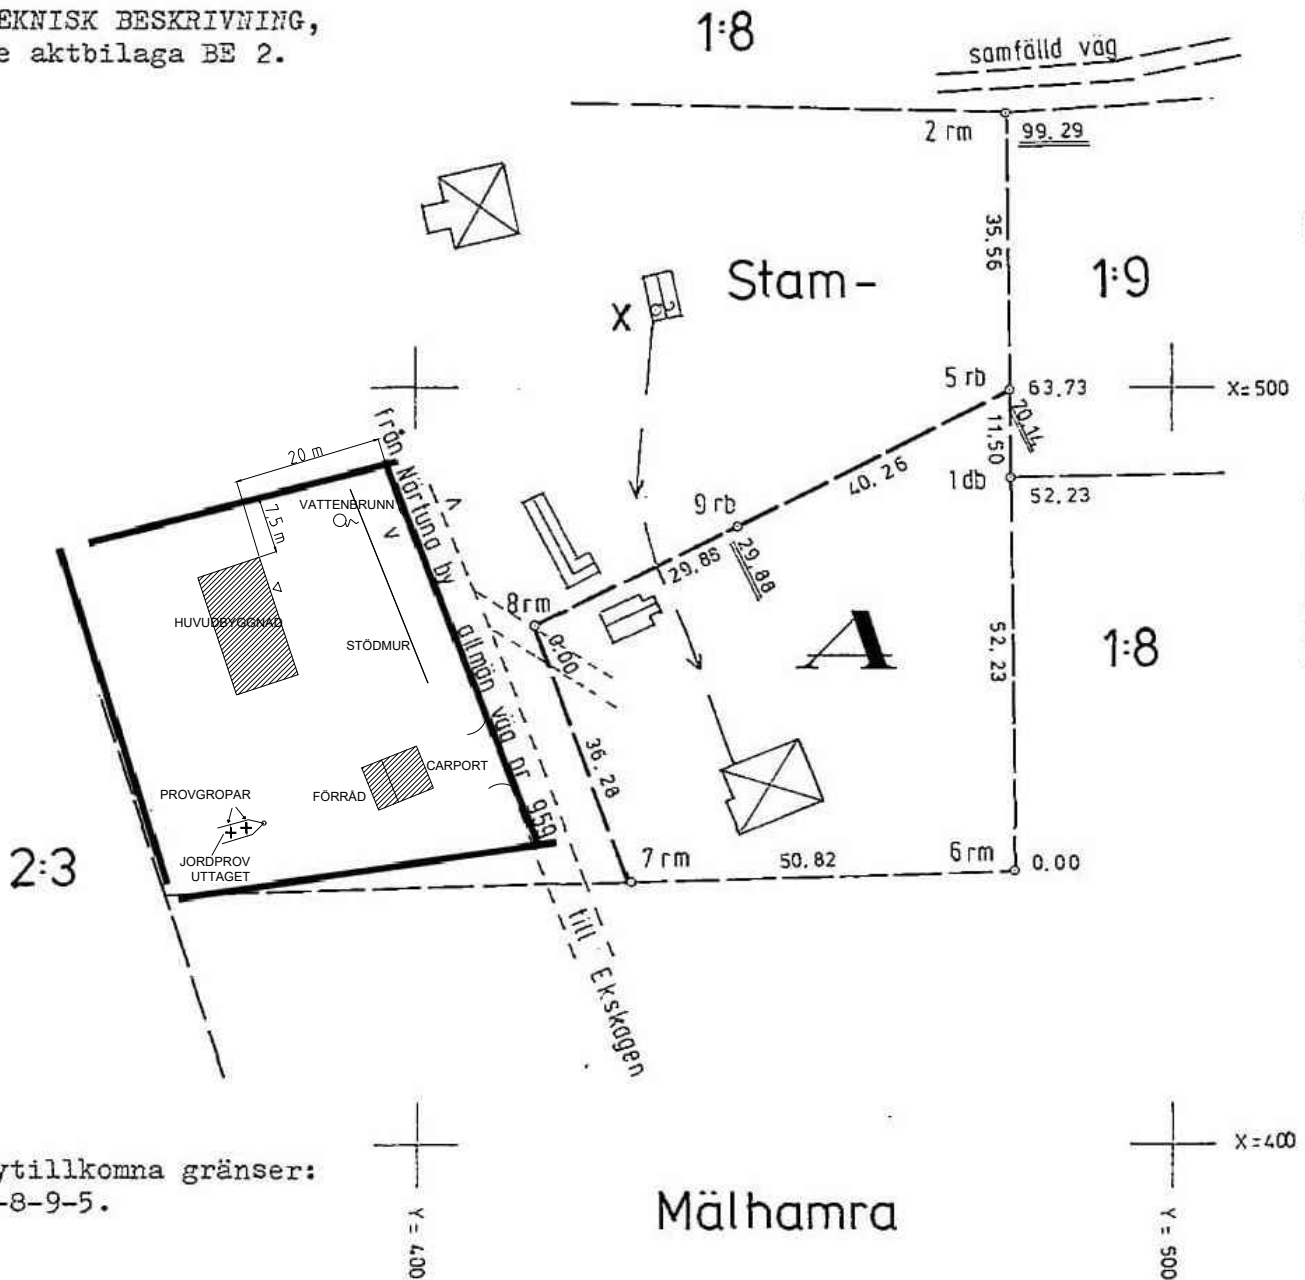 EKNISK BESKRIVNING,
e aktbilaga BE 2.
1:8
samfälld väg
2 rm
99.29
35.56
Stam-
1:9
X
5 rb
63.73
X=500
70.14
11.50
20 m
från Närtuna by
allmän väg nr 959
till Ekskogen
VATTENBRUNN
7,5 m
40.26
1 db
52.23
9 rb
29.86
29.88
8 rm
0.00
HUVUDBYGGNAD
STÖDMUR
A
52.23
1:8
36.28
CARPORT
FÖRRÅD
PROVGROPAR
JORDPROV
UTTAGET
2:3
7 rm
50.82
6 rm
0.00
X=400
ytillkomna gränser:
-8-9-5.
Mälhamra
Y=400
Y=500